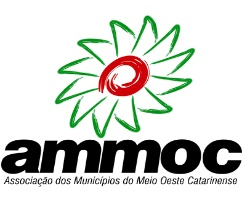 ammoc
Associação dos Municípios do Meio Oeste Catarinense